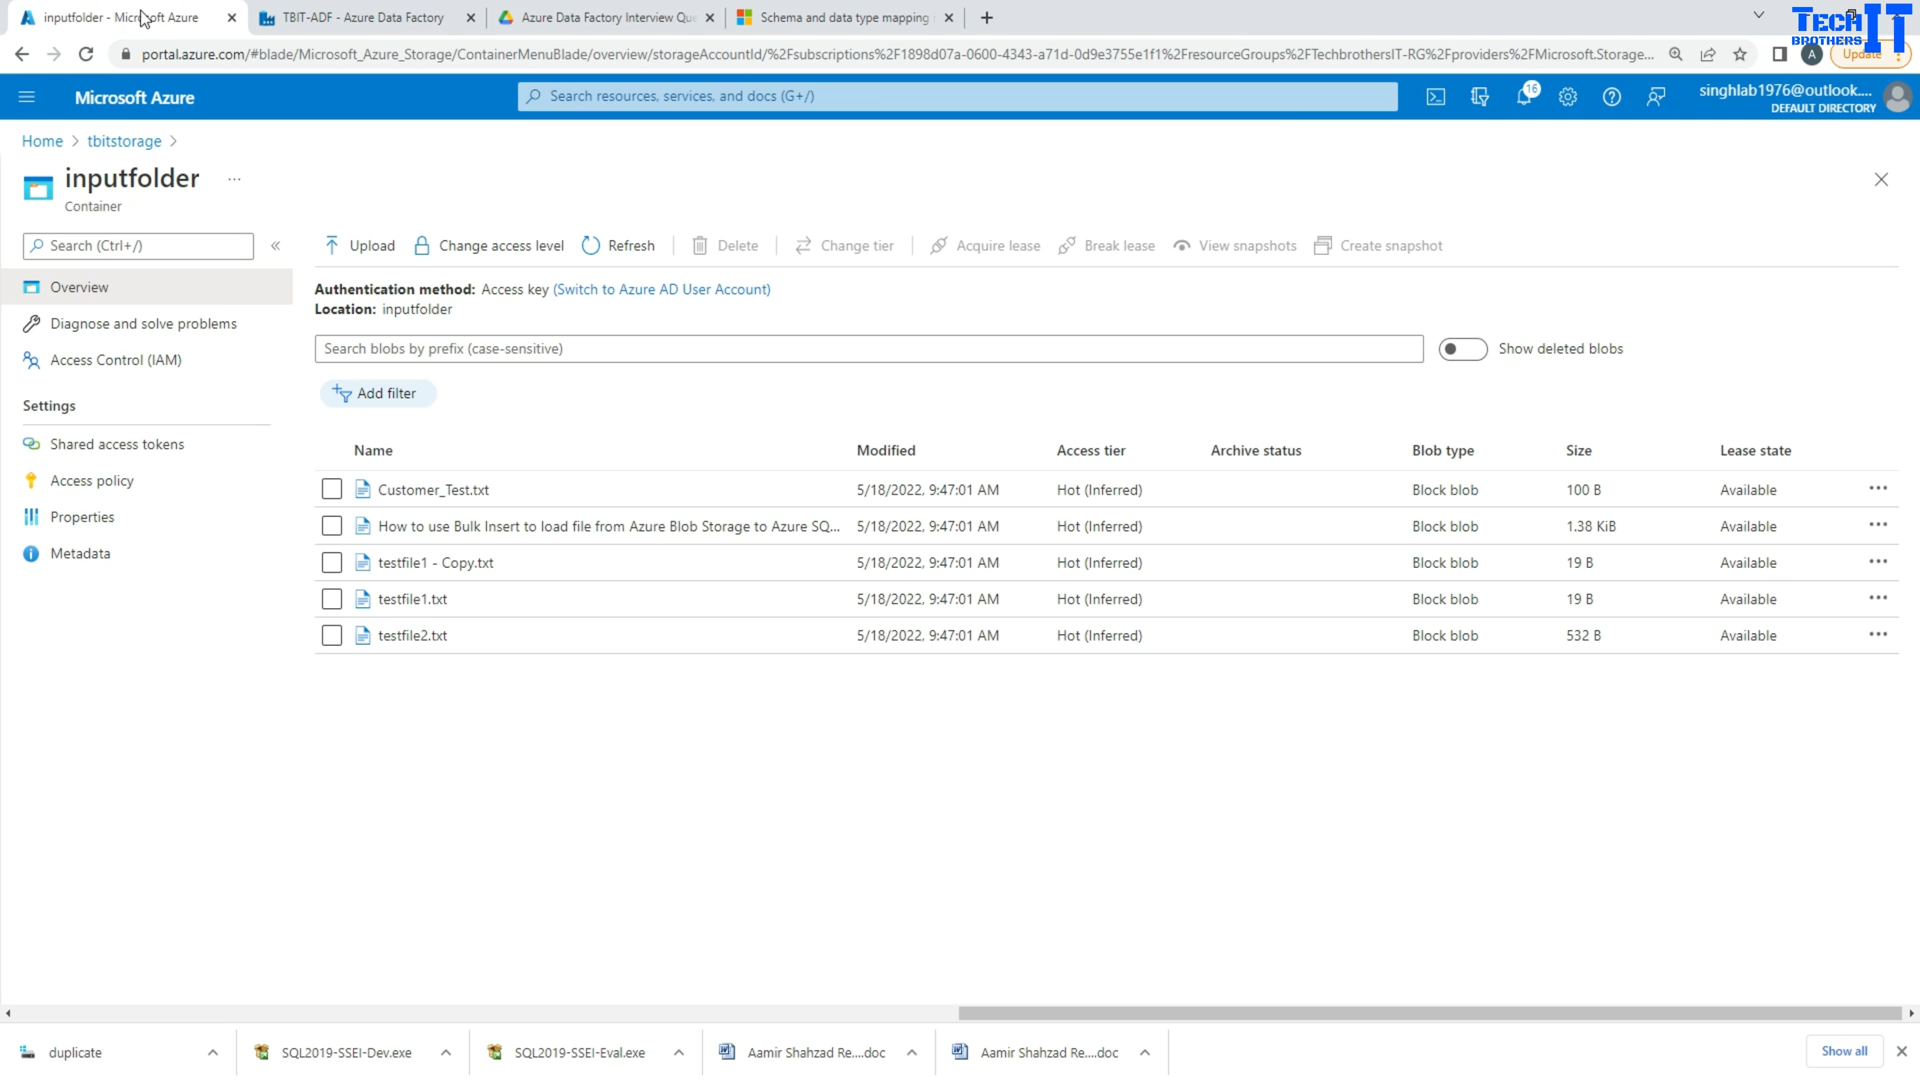 inputfolder - Microsoft Azure
TBIT-ADF - Azure Data Factory
Azure Data Factory Interview Que
Schema and data type mapping
TECH BROTHERS IT
portal.azure.com/#blade/Microsoft_Azure_Storage/ContainerMenuBlade/overview/storageAccountId/%2Fsubscriptions%2F1898d07a-0600-4343-a71d-0d9e3755e1f1%2FresourceGroups%2FTechbrothersIT-RG%2Fproviders%2FMicrosoft.Storage...
A
Update
Microsoft Azure
Search resources, services, and docs (G+/)
16
singhlab1976@outlook....
DEFAULT DIRECTORY
Home > tbitstorage >
inputfolder ...
Container
Search (Ctrl+/)
«
Upload
Change access level
Refresh
Delete
Change tier
Acquire lease
Break lease
View snapshots
Create snapshot
Overview
Diagnose and solve problems
Access Control (IAM)
Settings
Shared access tokens
Access policy
Properties
Metadata
Authentication method: Access key (Switch to Azure AD User Account)
Location: inputfolder
Search blobs by prefix (case-sensitive)
Show deleted blobs
Add filter
Name Modified Access tier Archive status Blob type Size Lease state
Customer_Test.txt 5/18/2022, 9:47:01 AM Hot (Inferred) Block blob 100 B Available ...
How to use Bulk Insert to load file from Azure Blob Storage to Azure SQ... 5/18/2022, 9:47:01 AM Hot (Inferred) Block blob 1.38 KiB Available ...
testfile1 - Copy.txt 5/18/2022, 9:47:01 AM Hot (Inferred) Block blob 19 B Available ...
testfile1.txt 5/18/2022, 9:47:01 AM Hot (Inferred) Block blob 19 B Available ...
testfile2.txt 5/18/2022, 9:47:01 AM Hot (Inferred) Block blob 532 B Available ...
duplicate
SQL2019-SSEI-Dev.exe
SQL2019-SSEI-Eval.exe
Aamir Shahzad Re....doc
Aamir Shahzad Re....doc
Show all